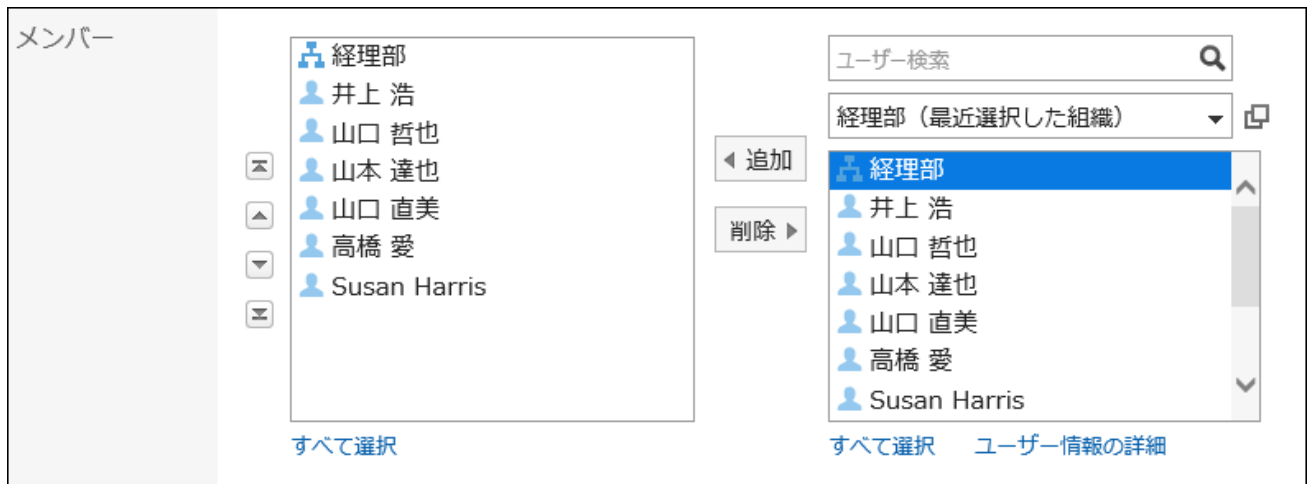 メンバー
経理部
井上 浩
山口 哲也
山本 達也
山口 直美
高橋 愛
Susan Harris
すべて選択
追加
削除
ユーザー検索
経理部（最近選択した組織）
経理部
井上 浩
山口 哲也
山本 達也
山口 直美
高橋 愛
Susan Harris
すべて選択 ユーザー情報の詳細